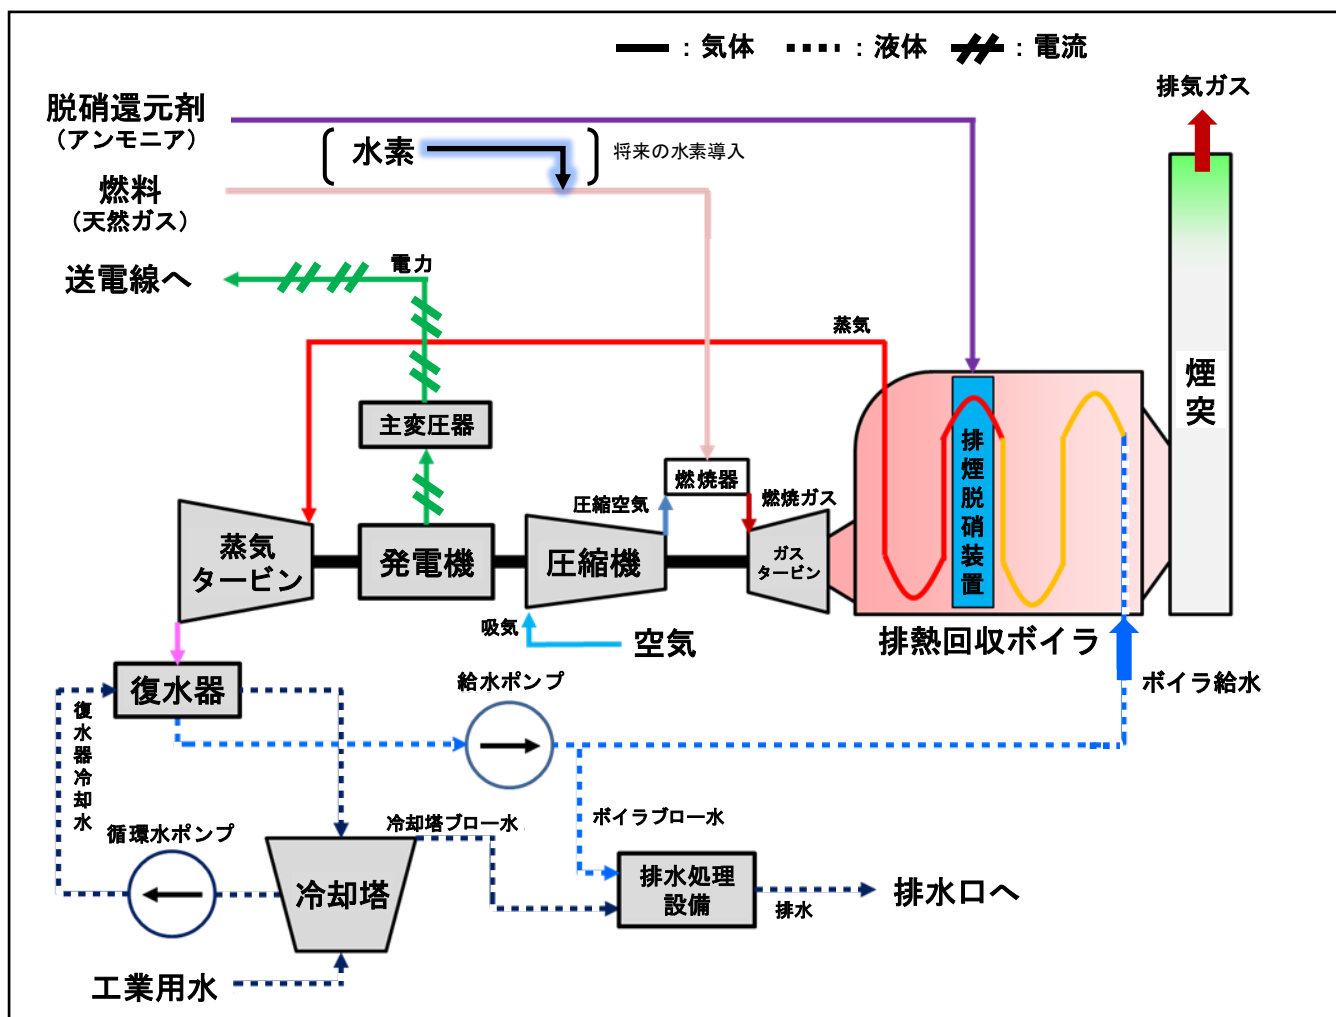 ：気体
：液体
：電流
排気ガス
脱硝還元剤
（アンモニア）
水素
将来の水素導入
燃料
（天然ガス）
送電線へ
電力
蒸気
煙突
主変圧器
排煙脱硝装置
燃焼器
燃焼ガス
圧縮空気
蒸気
タービン
発電機
圧縮機
ガス
タービン
吸気
空気
排熱回収ボイラ
復水器
給水ポンプ
ボイラ給水
復水器冷却水
循環水ポンプ
冷却塔ブロー水
ボイラブロー水
冷却塔
排水処理
設備
排水
排水口へ
工業用水